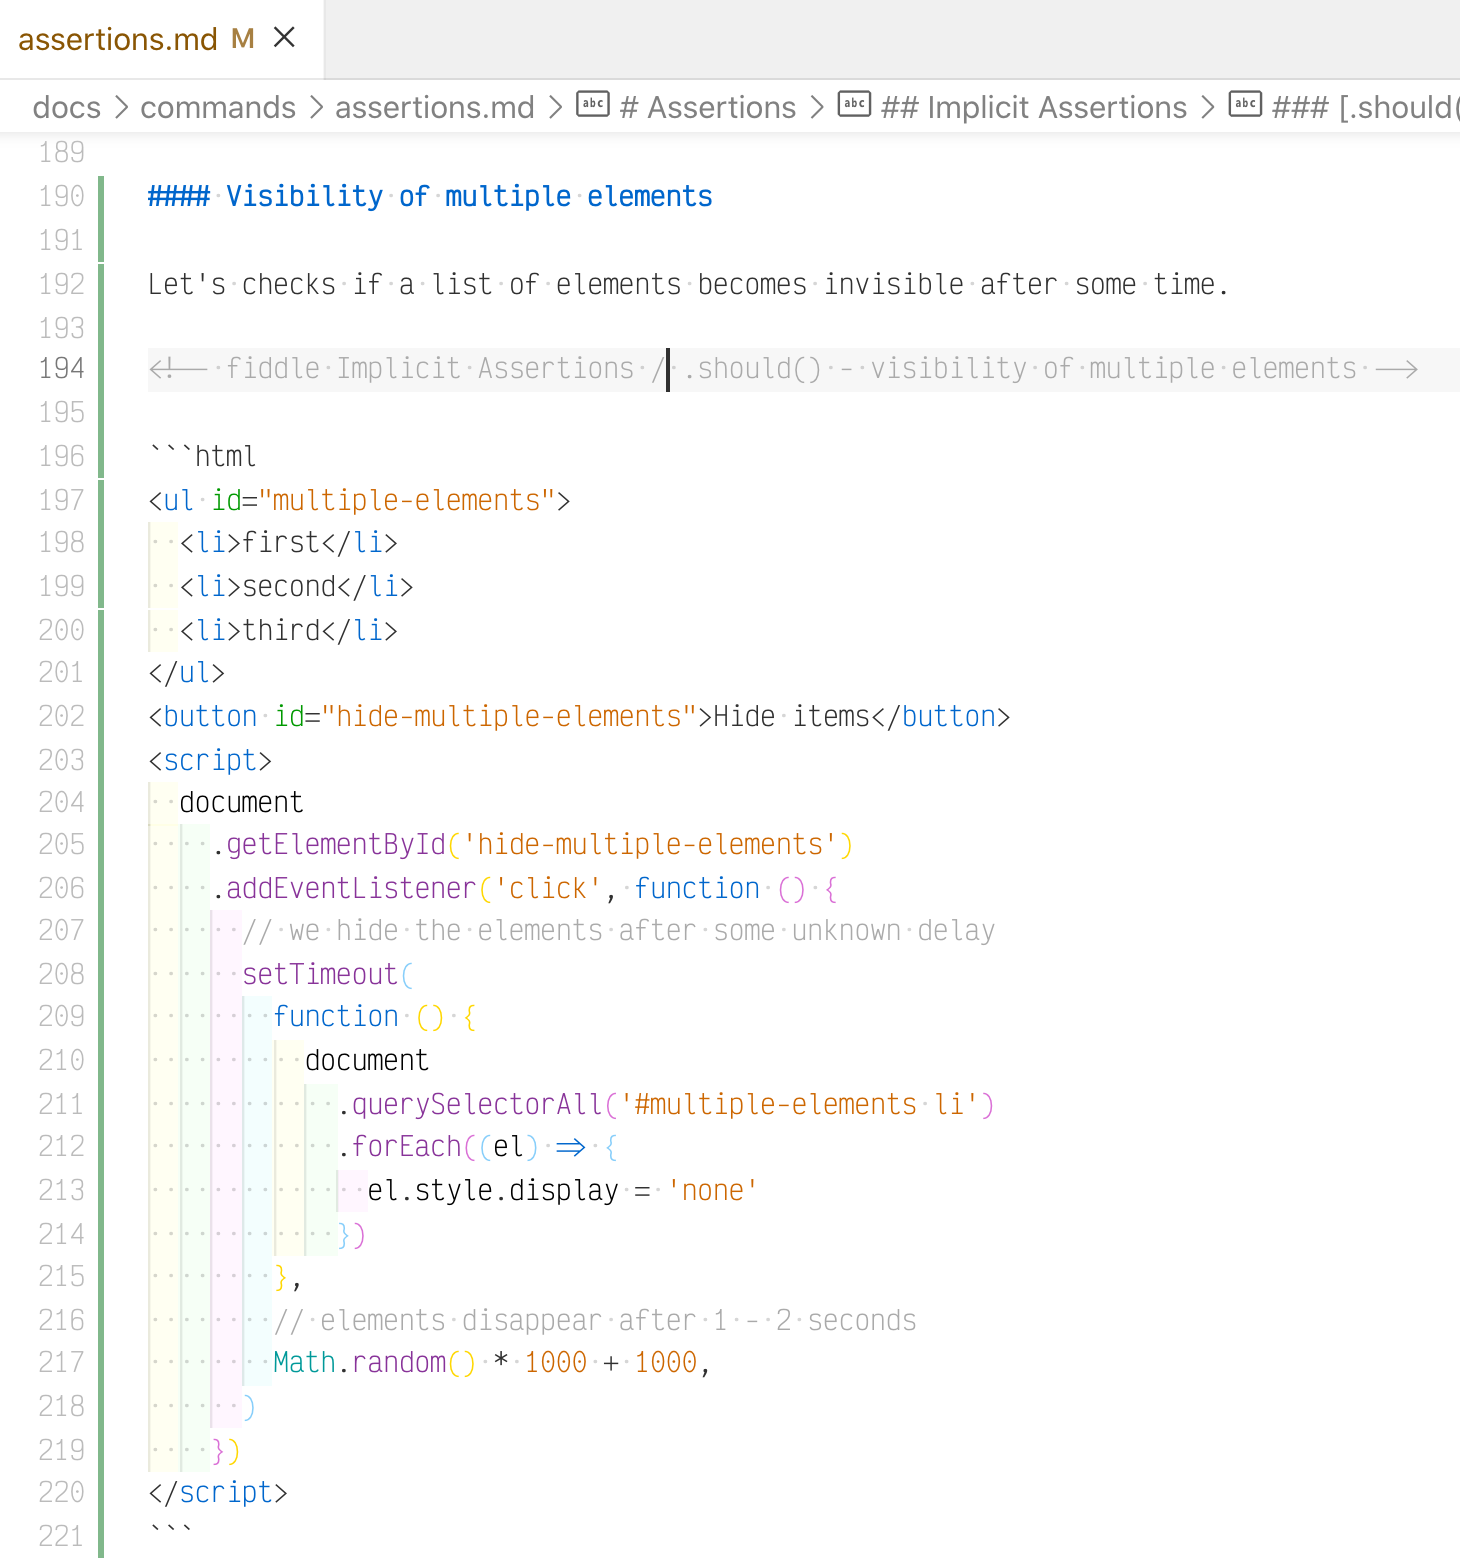 assertions.md M ×
docs > commands > assertions.md > abc # Assertions > abc ## Implicit Assertions > abc ### [.should(
189
190 #### Visibility of multiple elements
191
192 Let's checks if a list of elements becomes invisible after some time.
193
194 <!-- fiddle Implicit Assertions / .should() - visibility of multiple elements -->
195
196 ```html
197 <ul id="multiple-elements">
198   <li>first</li>
199   <li>second</li>
200   <li>third</li>
201 </ul>
202 <button id="hide-multiple-elements">Hide items</button>
203 <script>
204   document
205     .getElementById('hide-multiple-elements')
206     .addEventListener('click', function () {
207       // we hide the elements after some unknown delay
208       setTimeout(
209         function () {
210           document
211             .querySelectorAll('#multiple-elements li')
212             .forEach((el) => {
213               el.style.display = 'none'
214             })
215         },
216         // elements disappear after 1 - 2 seconds
217         Math.random() * 1000 + 1000,
218       )
219     })
220 </script>
221 ```